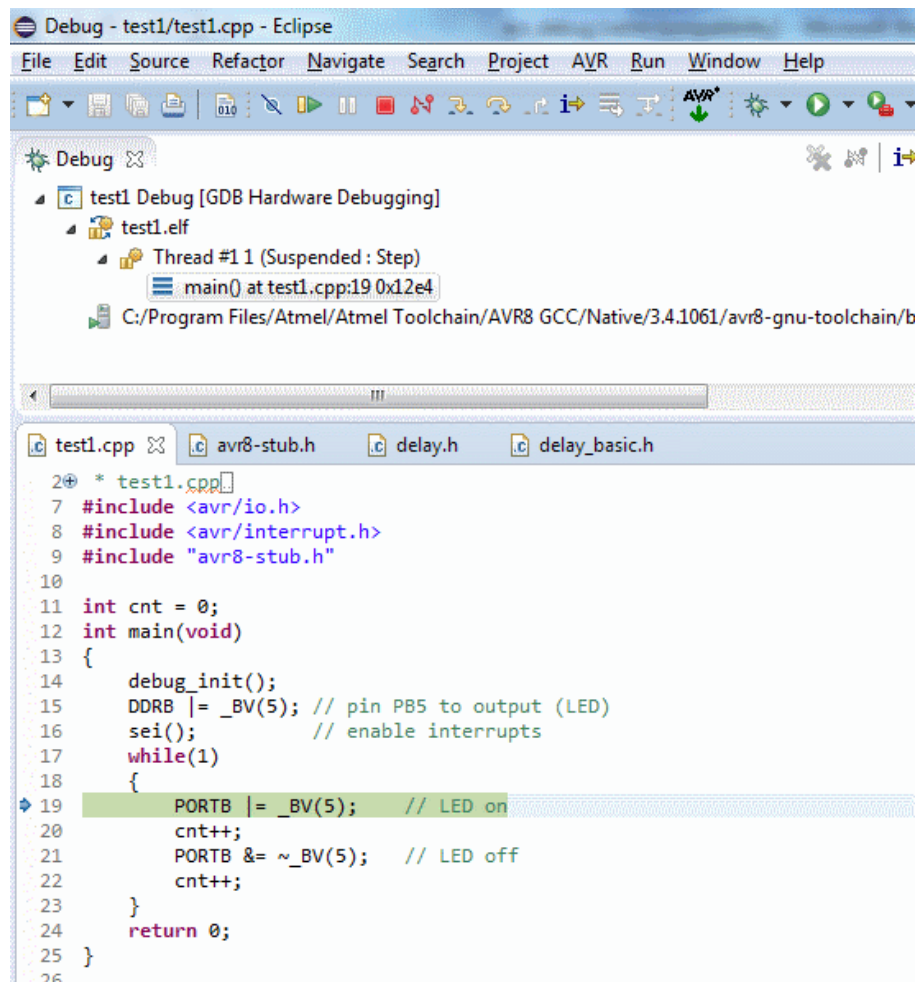 Debug - test1/test1.cpp - Eclipse
File Edit Source Refactor Navigate Search Project AVR Run Window Help
010 AVR
Debug
test1 Debug [GDB Hardware Debugging]
test1.elf
Thread #1 1 (Suspended : Step)
main() at test1.cpp:19 0x12e4
C:/Program Files/Atmel/Atmel Toolchain/AVR8 GCC/Native/3.4.1061/avr8-gnu-toolchain/b
test1.cpp avr8-stub.h delay.h delay_basic.h
2 * test1.cpp
7 #include <avr/io.h>
8 #include <avr/interrupt.h>
9 #include "avr8-stub.h"
10
11 int cnt = 0;
12 int main(void)
13 {
14 debug_init();
15 DDRB |= _BV(5); // pin PB5 to output (LED)
16 sei(); // enable interrupts
17 while(1)
18 {
19 PORTB |= _BV(5); // LED on
20 cnt++;
21 PORTB &= ~_BV(5); // LED off
22 cnt++;
23 }
24 return 0;
25 }
26